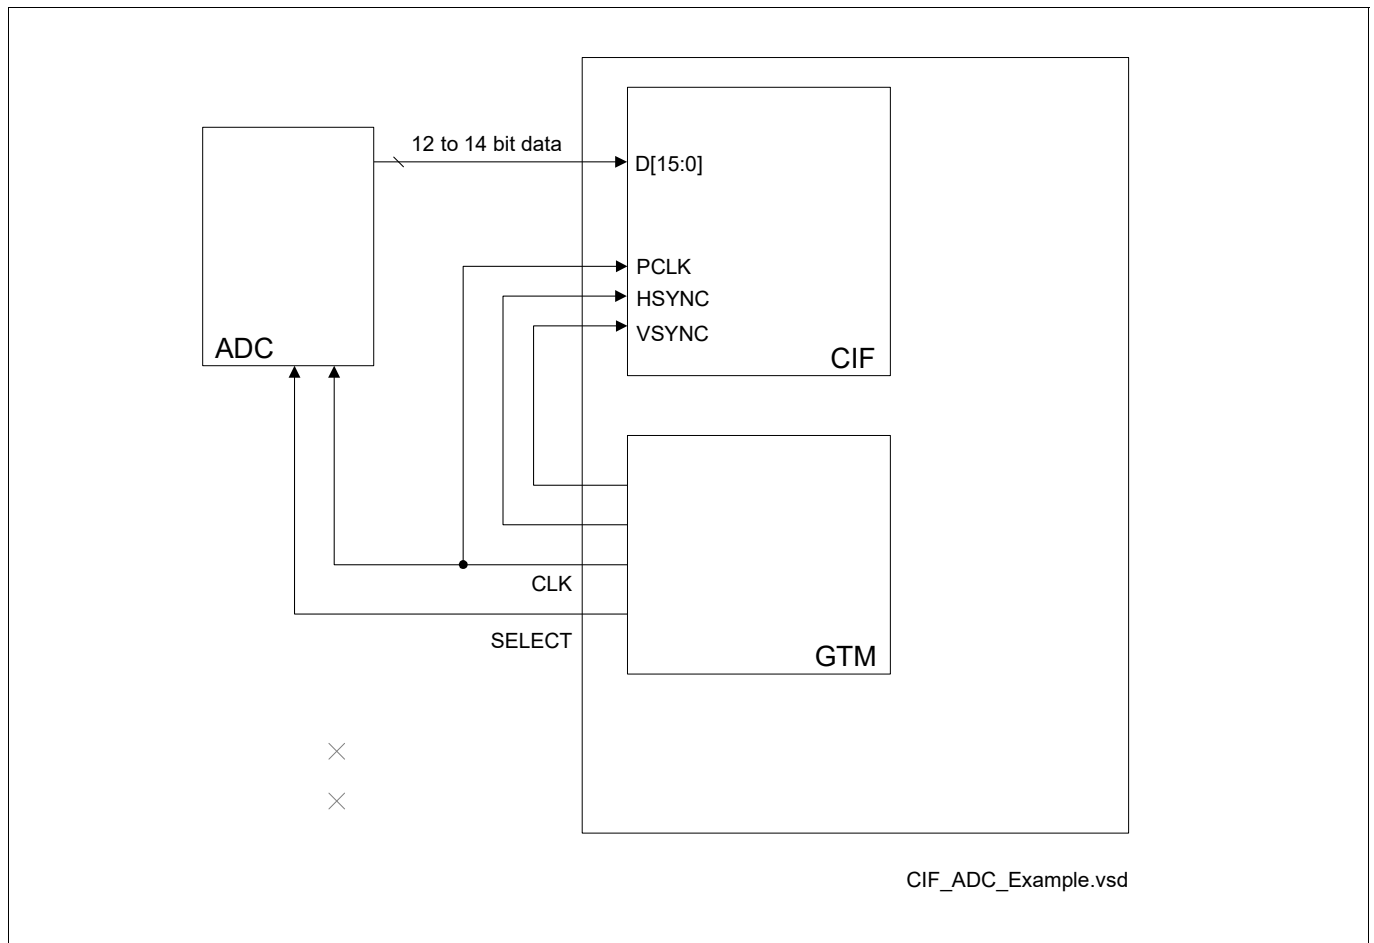 12 to 14 bit data
D[15:0]
PCLK
HSYNC
VSYNC
ADC
CIF
CLK
SELECT
GTM
CIF_ADC_Example.vsd